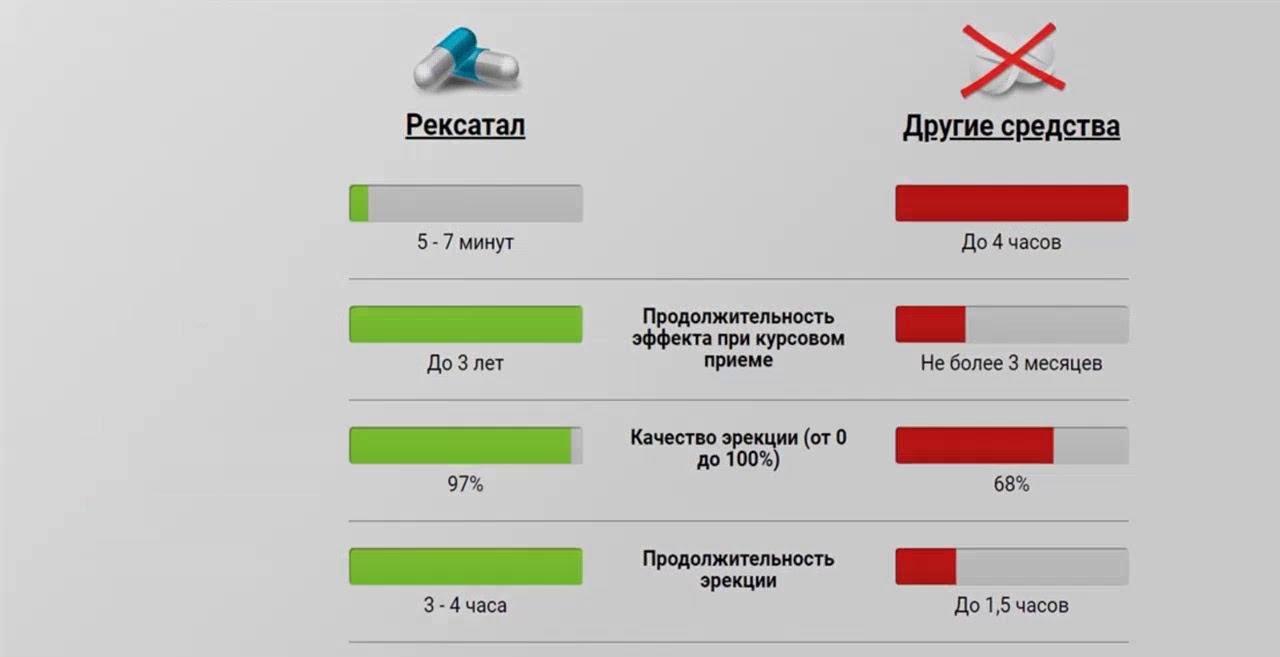 Рексатал
Другие средства
5 - 7 минут
До 4 часов
До 3 лет
Продолжительность
эффекта при курсовом
приеме
Не более 3 месяцев
97%
Качество эрекции (от 0
до 100%)
68%
3 - 4 часа
Продолжительность
эрекции
До 1,5 часов